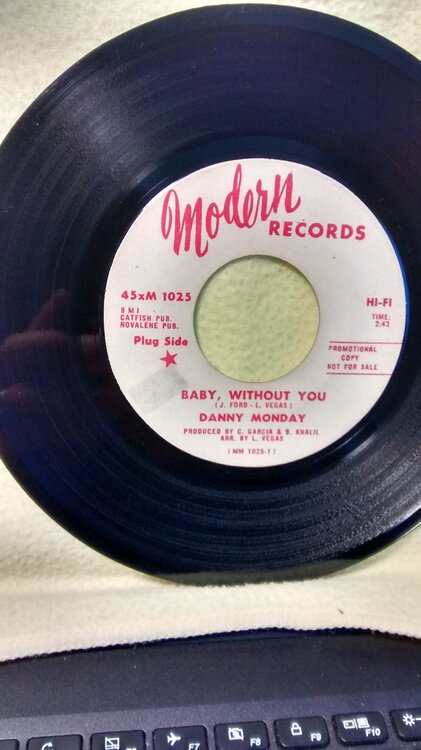 Modern
RECORDS
45xM 1025
BMI
CATFISH PUB.
NOVALENE PUB.
Plug Side
HI-FI
TIME:
2:43
PROMOTIONAL
COPY
NOT FOR SALE
BABY, WITHOUT YOU
( J. FORD - L. VEGAS )
DANNY MONDAY
PRODUCED BY C. GARCIA & B. KHALIL
ARR. BY L. VEGAS
( MM 1025-1 )
F7
F8
F9
F10